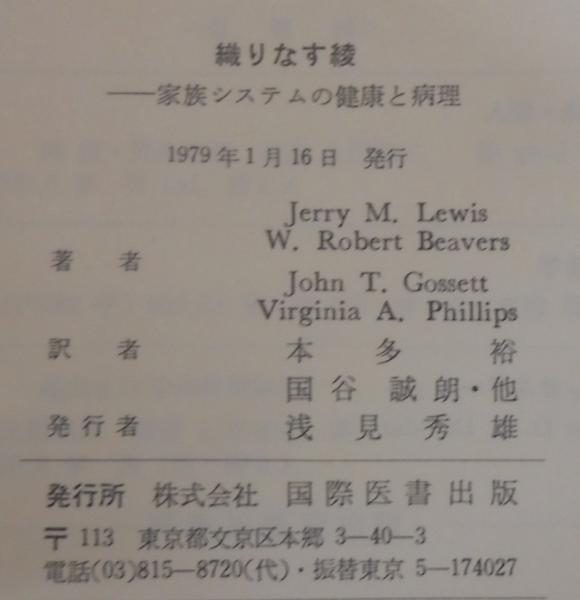 織りなす綾
──家族システムの健康と病理
1979年1月16日 発行
Jerry M. Lewis
W. Robert Beavers
著者
John T. Gossett
Virginia A. Phillips
訳者 本多裕
国谷誠朗・他
発行者 浅見秀雄
発行所 株式会社 国際医書出版
〒113 東京都文京区本郷 3―40―3
電話(03)815―8720(代)・振替東京 5―174027